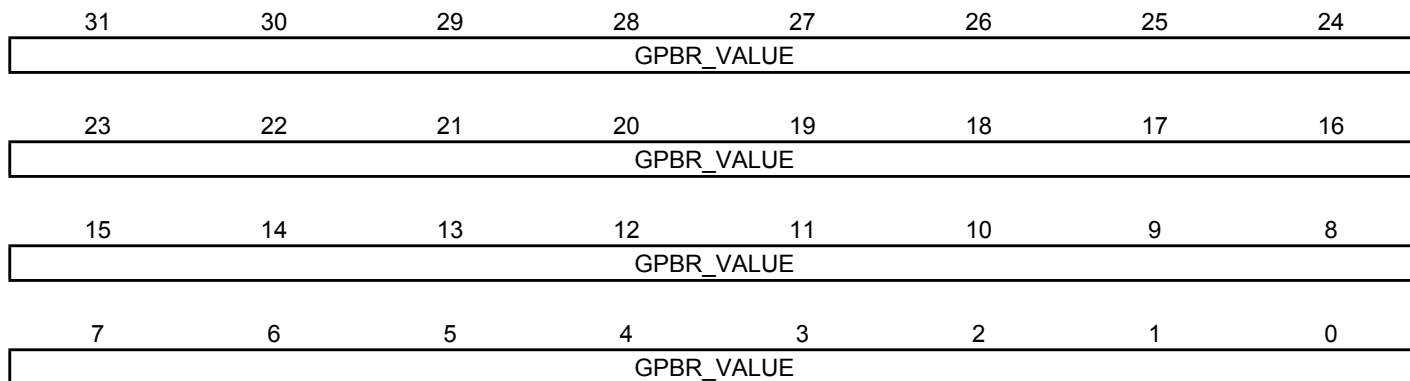 31 30 29 28 27 26 25 24
GPBR_VALUE
23 22 21 20 19 18 17 16
GPBR_VALUE
15 14 13 12 11 10 9 8
GPBR_VALUE
7 6 5 4 3 2 1 0
GPBR_VALUE